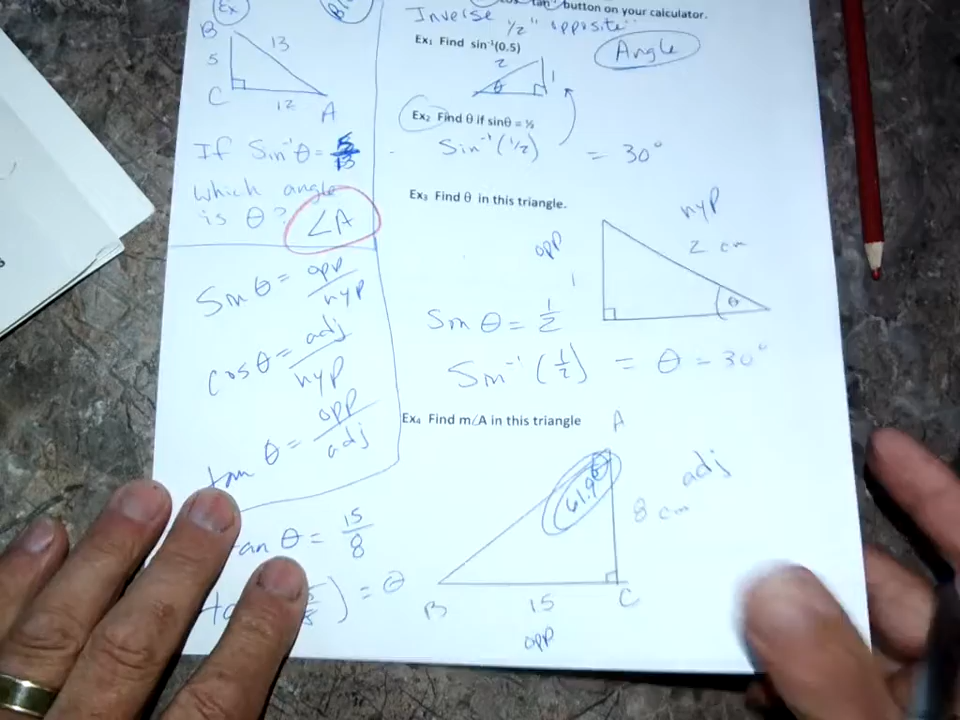 Ex
B
13
5
C
12
A
If Sin⁻¹θ = 5/13
which angle
is θ? ∠A
Sin θ = opp/hyp
cos θ = adj/hyp
tan θ = opp/adj
tan θ = 15/8
) = θ
button on your calculator.
Inverse 1/2" opposite"
Ex₁ Find sin⁻¹(0.5)
Angle
2
θ
1
Ex₂ Find θ if sinθ = ½
Sin⁻¹(1/2) = 30°
Ex₃ Find θ in this triangle.
hyp
opp
2 cm
1
θ
Sin θ = 1/2
Sin⁻¹(1/2) = θ = 30°
Ex₄ Find m∠A in this triangle
A
θ
adj
61.9°
8 cm
B
15
C
opp